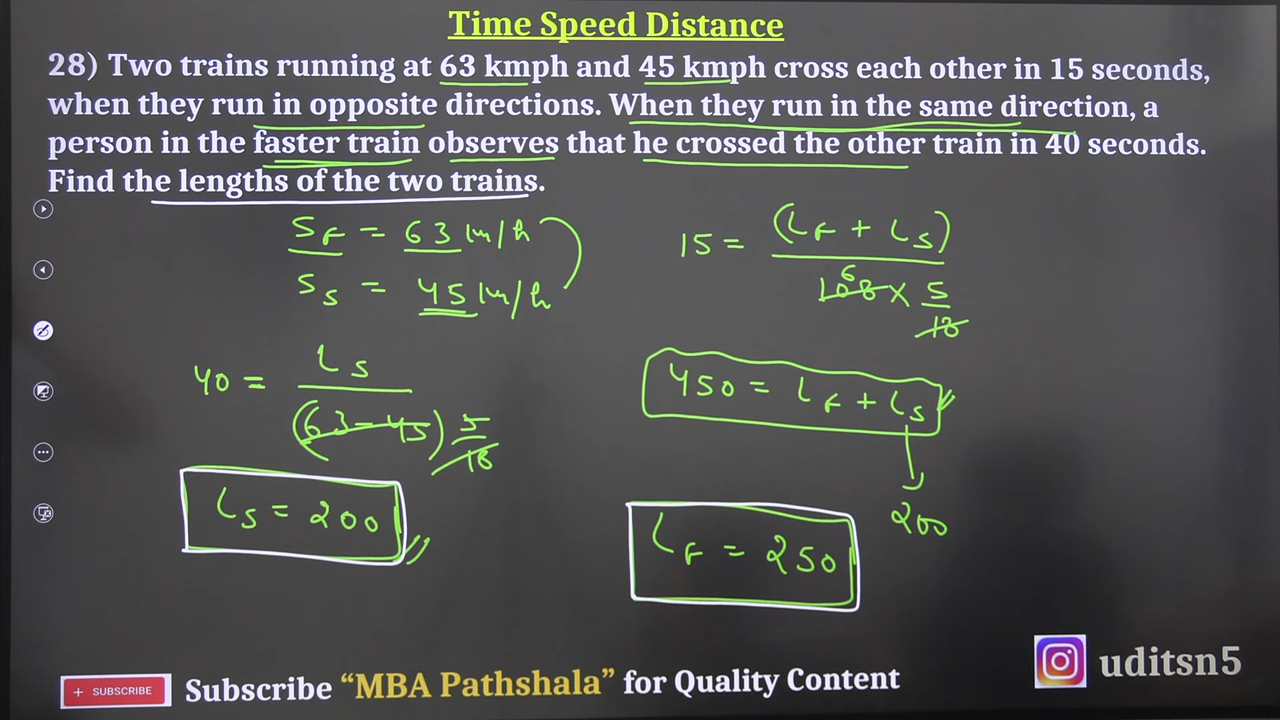 Time Speed Distance
28) Two trains running at 63 kmph and 45 kmph cross each other in 15 seconds,
when they run in opposite directions. When they run in the same direction, a
person in the faster train observes that he crossed the other train in 40 seconds.
Find the lengths of the two trains.
SF = 63 km/h
Ss = 45 km/h
15 = (LF + Ls)
6
108 × 5
18
40 = Ls
(63-45) 5
18
450 = LF + Ls
200
Ls = 200
LF = 250
+ SUBSCRIBE
Subscribe “MBA Pathshala” for Quality Content
uditsn5